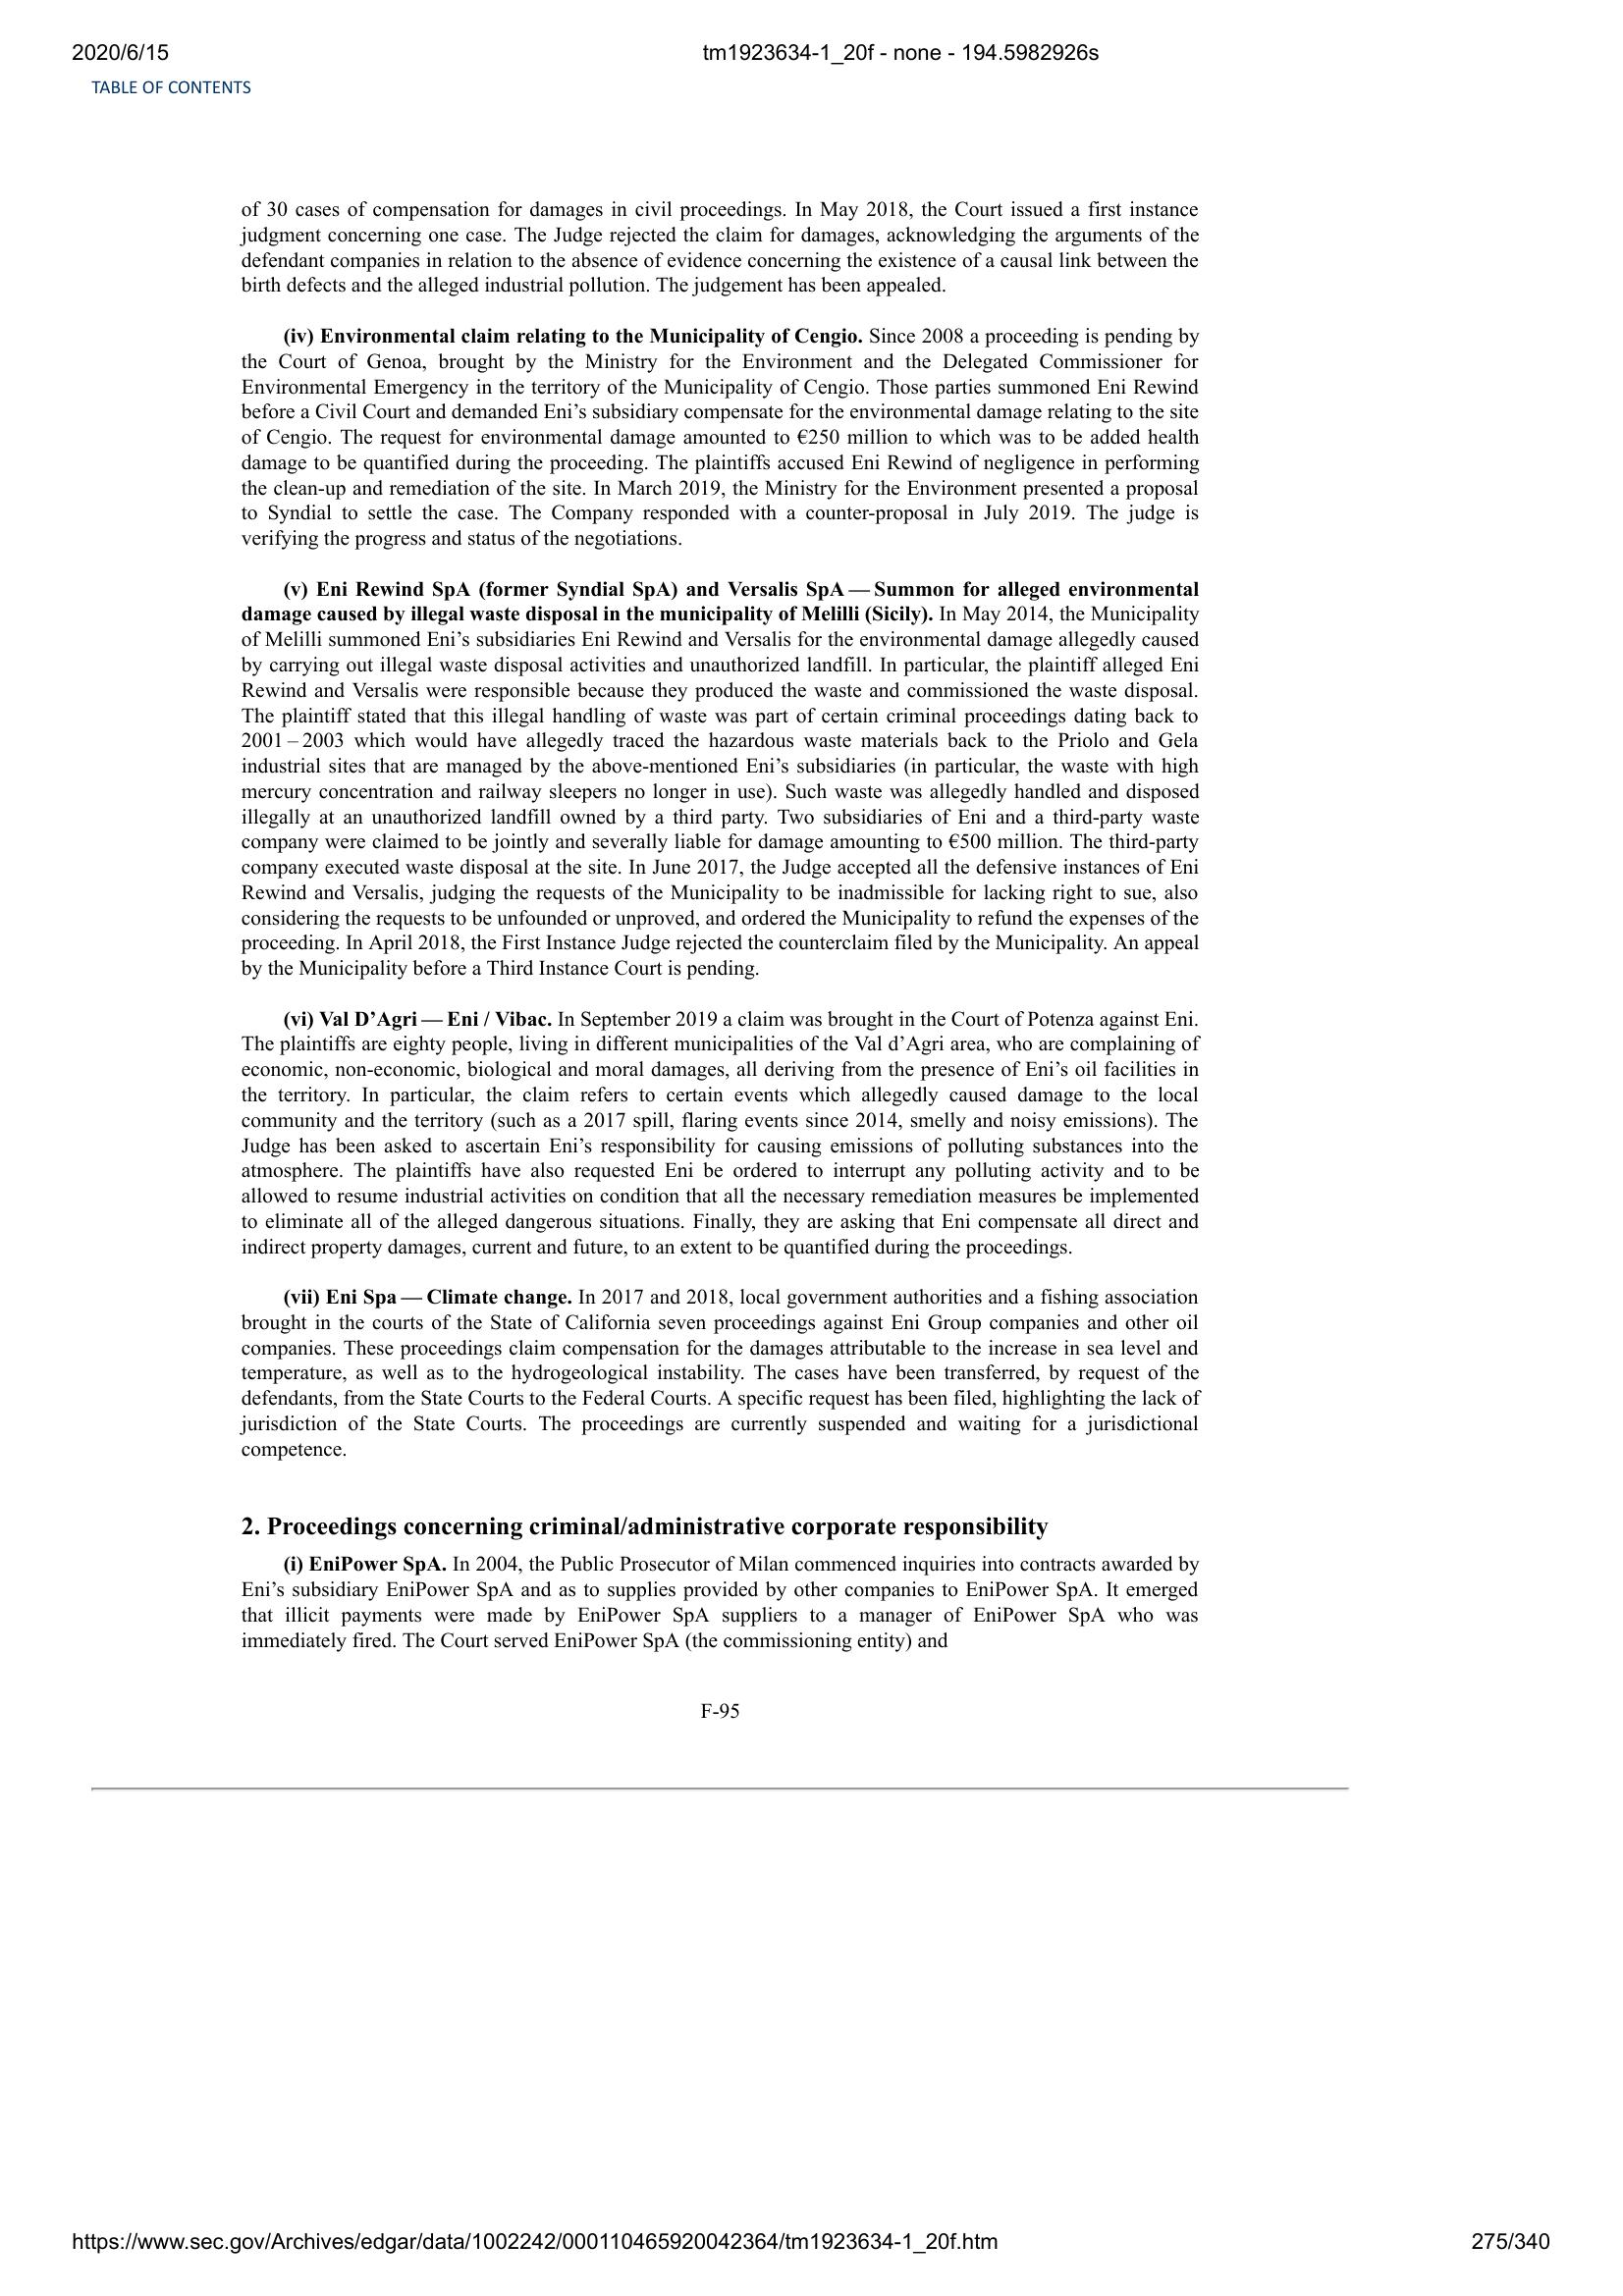 2020/6/15
tm1923634-1_20f - none - 194.5982926s
TABLE OF CONTENTS
of 30 cases of compensation for damages in civil proceedings. In May 2018, the Court issued a first instance
judgment concerning one case. The Judge rejected the claim for damages, acknowledging the arguments of the
defendant companies in relation to the absence of evidence concerning the existence of a causal link between the
birth defects and the alleged industrial pollution. The judgement has been appealed.
(iv) Environmental claim relating to the Municipality of Cengio. Since 2008 a proceeding is pending by
the Court of Genoa, brought by the Ministry for the Environment and the Delegated Commissioner for
Environmental Emergency in the territory of the Municipality of Cengio. Those parties summoned Eni Rewind
before a Civil Court and demanded Eni’s subsidiary compensate for the environmental damage relating to the site
of Cengio. The request for environmental damage amounted to €250 million to which was to be added health
damage to be quantified during the proceeding. The plaintiffs accused Eni Rewind of negligence in performing
the clean-up and remediation of the site. In March 2019, the Ministry for the Environment presented a proposal
to Syndial to settle the case. The Company responded with a counter-proposal in July 2019. The judge is
verifying the progress and status of the negotiations.
(v) Eni Rewind SpA (former Syndial SpA) and Versalis SpA — Summon for alleged environmental
damage caused by illegal waste disposal in the municipality of Melilli (Sicily). In May 2014, the Municipality
of Melilli summoned Eni’s subsidiaries Eni Rewind and Versalis for the environmental damage allegedly caused
by carrying out illegal waste disposal activities and unauthorized landfill. In particular, the plaintiff alleged Eni
Rewind and Versalis were responsible because they produced the waste and commissioned the waste disposal.
The plaintiff stated that this illegal handling of waste was part of certain criminal proceedings dating back to
2001 – 2003 which would have allegedly traced the hazardous waste materials back to the Priolo and Gela
industrial sites that are managed by the above-mentioned Eni’s subsidiaries (in particular, the waste with high
mercury concentration and railway sleepers no longer in use). Such waste was allegedly handled and disposed
illegally at an unauthorized landfill owned by a third party. Two subsidiaries of Eni and a third-party waste
company were claimed to be jointly and severally liable for damage amounting to €500 million. The third-party
company executed waste disposal at the site. In June 2017, the Judge accepted all the defensive instances of Eni
Rewind and Versalis, judging the requests of the Municipality to be inadmissible for lacking right to sue, also
considering the requests to be unfounded or unproved, and ordered the Municipality to refund the expenses of the
proceeding. In April 2018, the First Instance Judge rejected the counterclaim filed by the Municipality. An appeal
by the Municipality before a Third Instance Court is pending.
(vi) Val D’Agri — Eni / Vibac. In September 2019 a claim was brought in the Court of Potenza against Eni.
The plaintiffs are eighty people, living in different municipalities of the Val d’Agri area, who are complaining of
economic, non-economic, biological and moral damages, all deriving from the presence of Eni’s oil facilities in
the territory. In particular, the claim refers to certain events which allegedly caused damage to the local
community and the territory (such as a 2017 spill, flaring events since 2014, smelly and noisy emissions). The
Judge has been asked to ascertain Eni’s responsibility for causing emissions of polluting substances into the
atmosphere. The plaintiffs have also requested Eni be ordered to interrupt any polluting activity and to be
allowed to resume industrial activities on condition that all the necessary remediation measures be implemented
to eliminate all of the alleged dangerous situations. Finally, they are asking that Eni compensate all direct and
indirect property damages, current and future, to an extent to be quantified during the proceedings.
(vii) Eni Spa — Climate change. In 2017 and 2018, local government authorities and a fishing association
brought in the courts of the State of California seven proceedings against Eni Group companies and other oil
companies. These proceedings claim compensation for the damages attributable to the increase in sea level and
temperature, as well as to the hydrogeological instability. The cases have been transferred, by request of the
defendants, from the State Courts to the Federal Courts. A specific request has been filed, highlighting the lack of
jurisdiction of the State Courts. The proceedings are currently suspended and waiting for a jurisdictional
competence.
2. Proceedings concerning criminal/administrative corporate responsibility
(i) EniPower SpA. In 2004, the Public Prosecutor of Milan commenced inquiries into contracts awarded by
Eni’s subsidiary EniPower SpA and as to supplies provided by other companies to EniPower SpA. It emerged
that illicit payments were made by EniPower SpA suppliers to a manager of EniPower SpA who was
immediately fired. The Court served EniPower SpA (the commissioning entity) and
F-95
https://www.sec.gov/Archives/edgar/data/1002242/000110465920042364/tm1923634-1_20f.htm
275/340